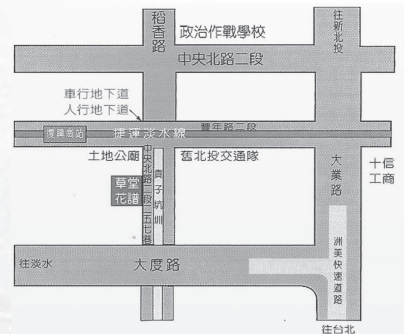 稻香路
政治作戰學校
往新北投
中央北路二段
車行地下道
人行地下道
豐年路二段
復興崗站
捷運淡水線
土地公廟
中央北路二段二五七巷
貴子坑圳
舊北投交通隊
大業路
十信
工商
草堂
花譜
往淡水
大度路
洲美快速道路
往台北